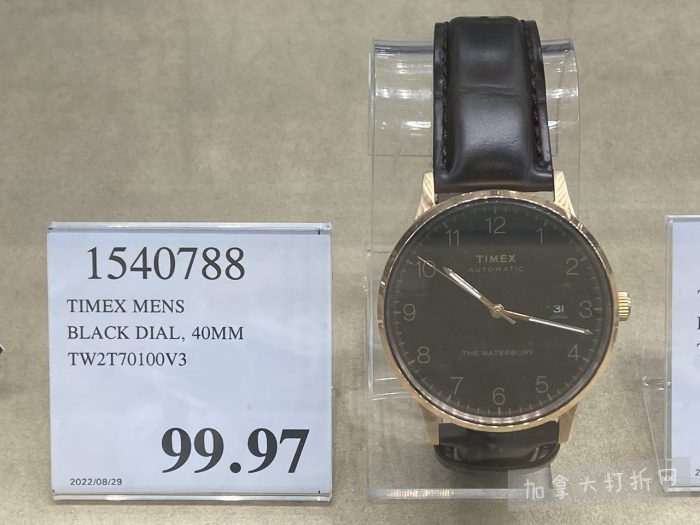 1540788
TIMEX MENS
BLACK DIAL, 40MM
TW2T70100V3
99.97
2022/08/29
12
11
2
10
TIMEX
AUTOMATIC
31
3
9
THE WATERBURY
8
4
7
6
5
加拿大打折网